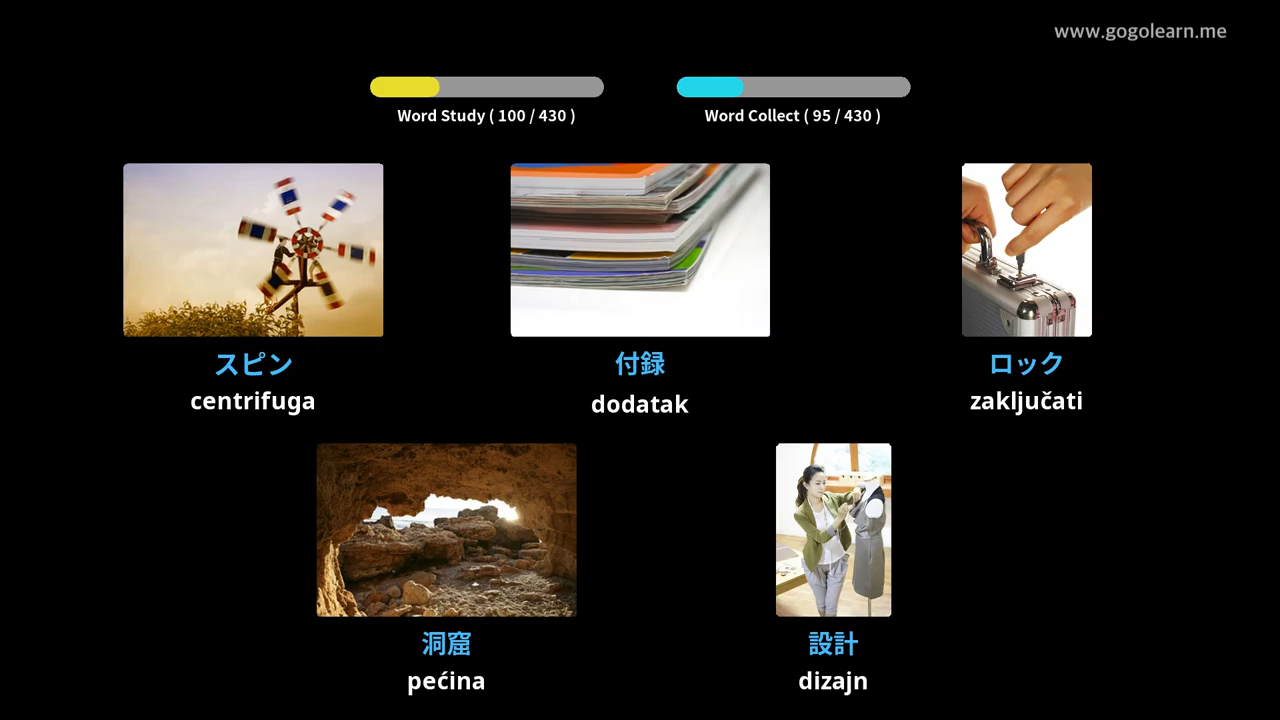 www.gogolearn.me
Word Study ( 100 / 430 )
Word Collect ( 95 / 430 )
スピン
centrifuga
付録
dodatak
ロック
zaključati
洞窟
pećina
設計
dizajn